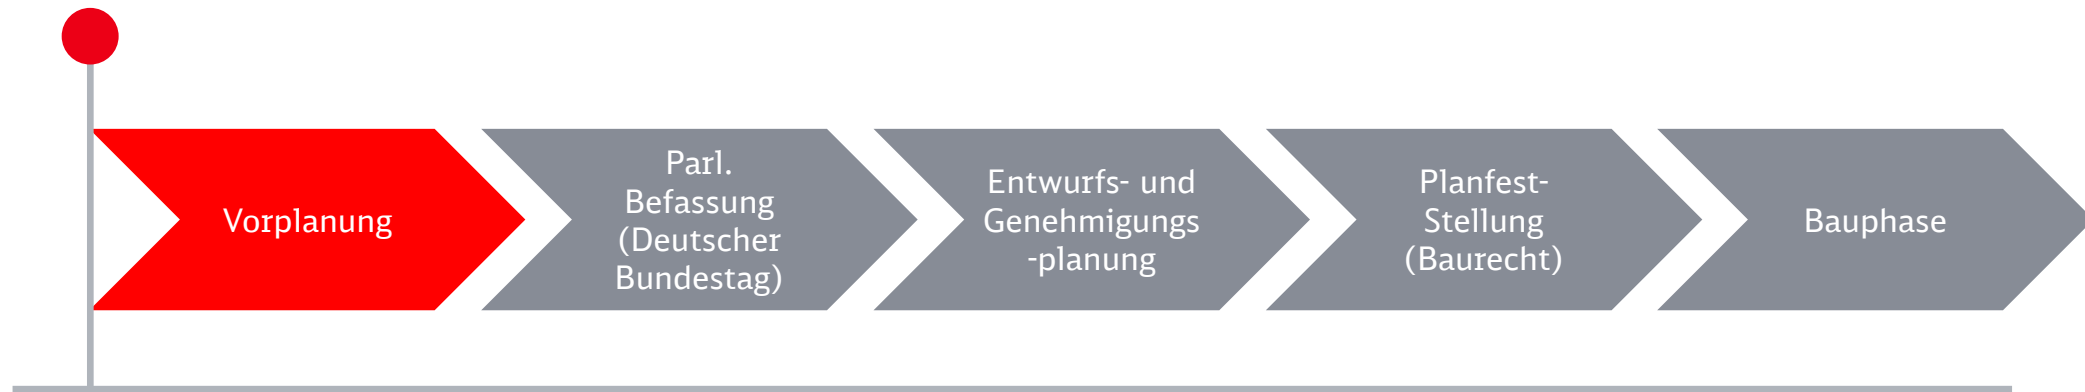 Vorplanung
Parl.
Befassung
(Deutscher
Bundestag)
Entwurfs- und
Genehmigungs
-planung
Planfest-
Stellung
(Baurecht)
Bauphase